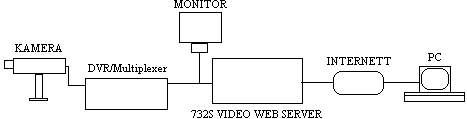 MONITOR
KAMERA
DVR/Multiplexer
INTERNETT
PC
732S VIDEO WEB SERVER